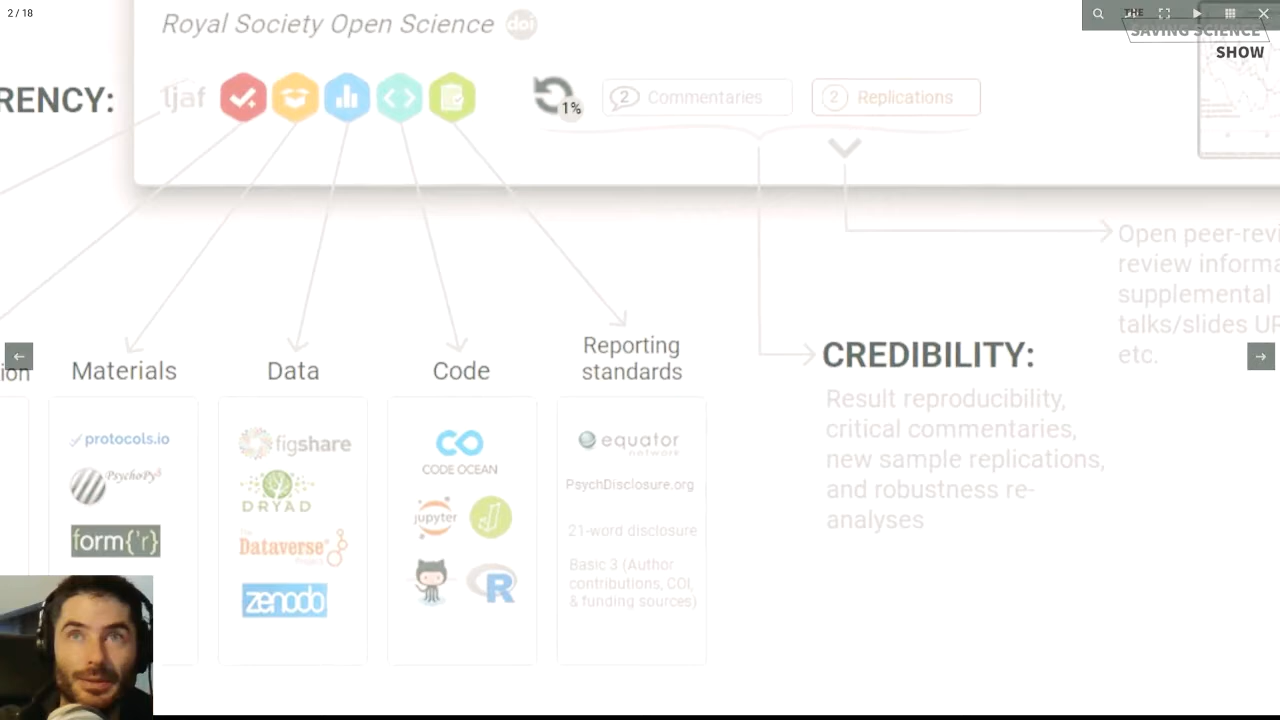 2 / 18
Royal Society Open Science doi
THE
SAVING SCIENCE
SHOW
RENCY:
ljaf
1%
2 Commentaries
2 Replications
Open peer-revi
review informa
supplemental
talks/slides UR
etc.
CREDIBILITY:
Result reproducibility,
critical commentaries,
new sample replications,
and robustness re-
analyses
ion
Materials
Data
Code
Reporting
standards
protocols.io
PsychoPy
form{'r}
figshare
DRYAD
The
Dataverse
Project
zenodo
CODE OCEAN
jupyter
R
equator
network
PsychDisclosure.org
21-word disclosure
Basic 3 (Author
contributions, COI,
& funding sources)